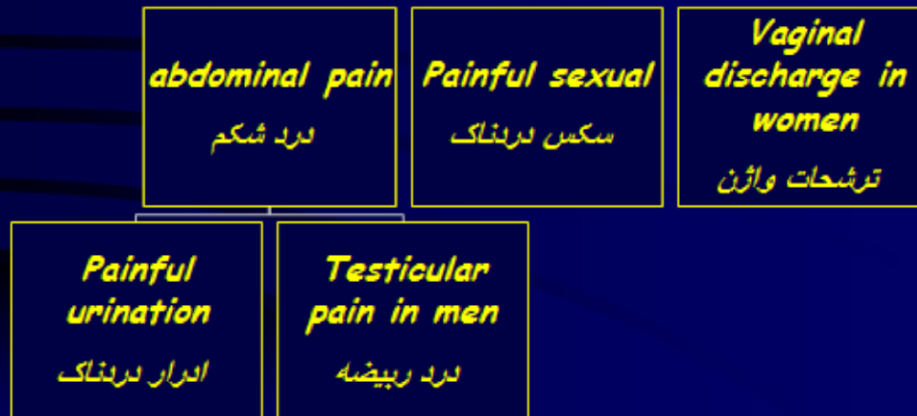 abdominal pain
درد شکم
Painful sexual
سکس دردناک
Vaginal
discharge in
women
ترشحات واژن
Painful
urination
ادرار دردناک
Testicular
pain in men
درد ربیضه